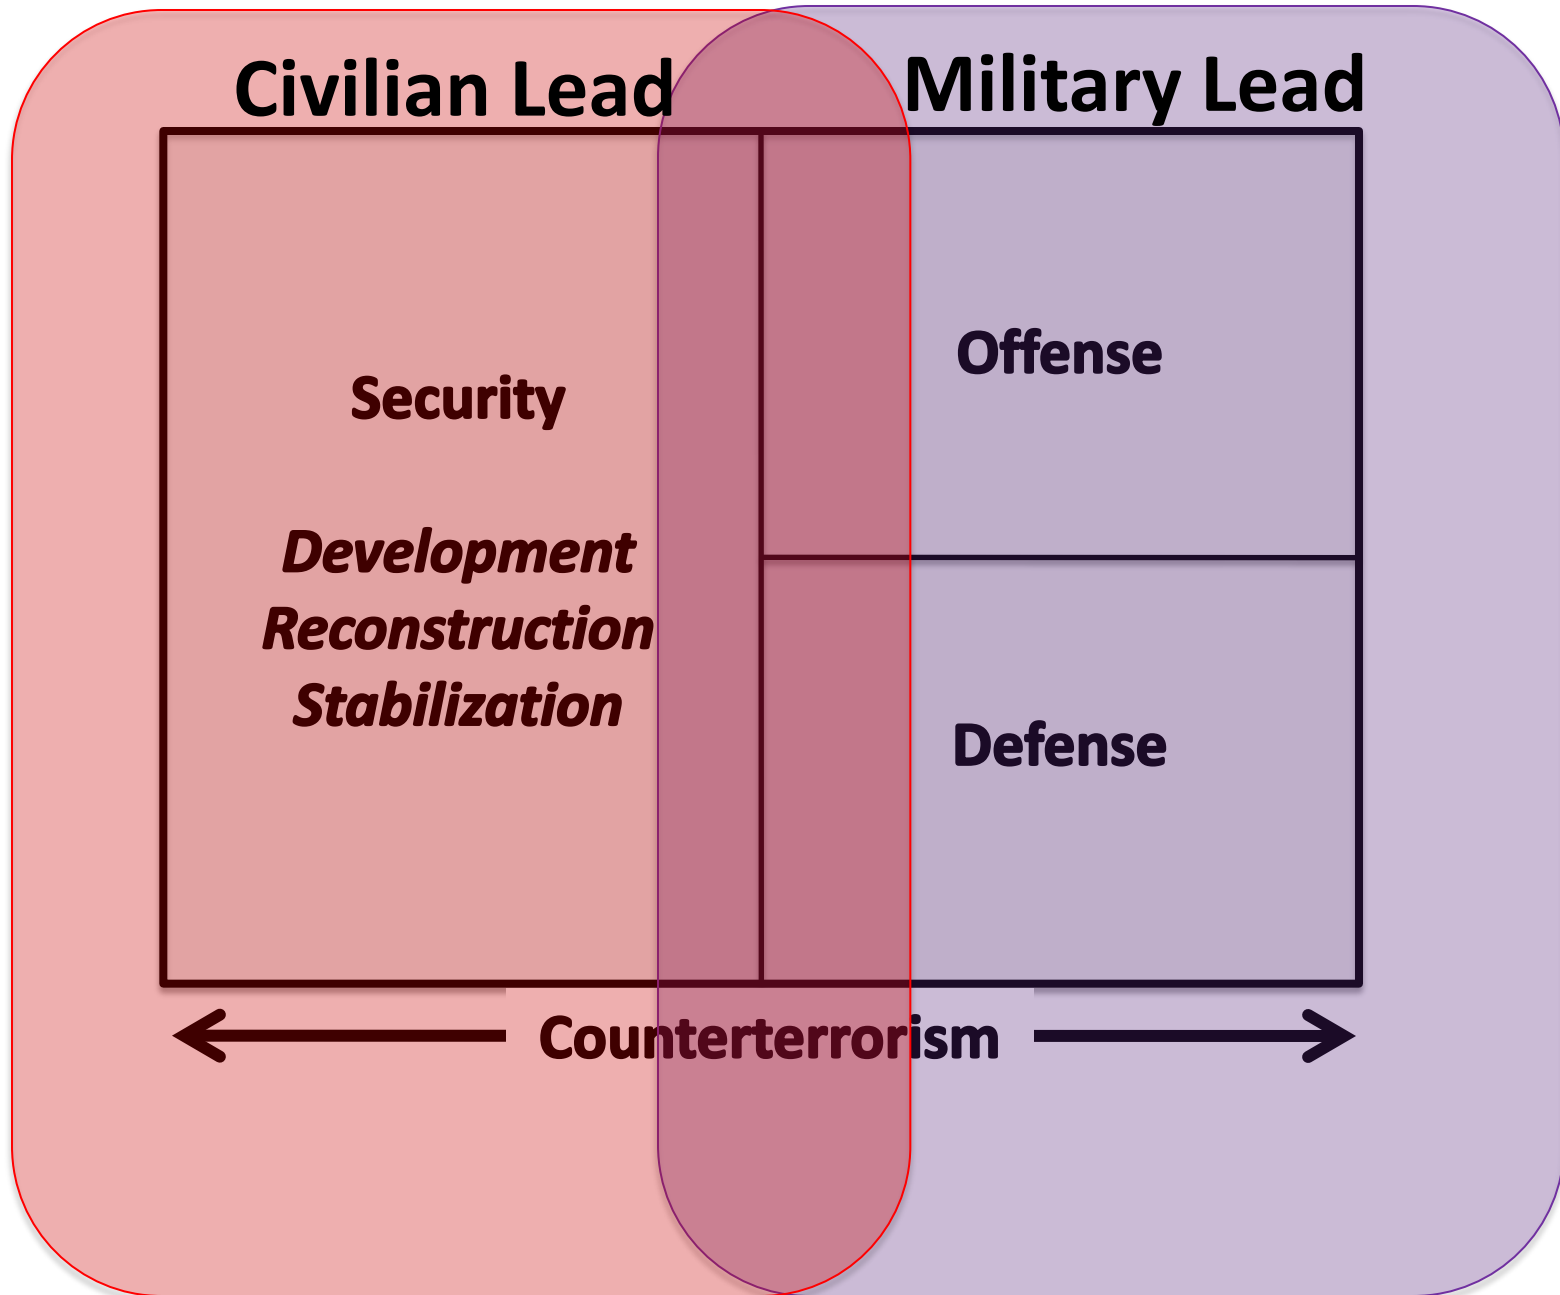 Civilian Lead
Military Lead
Security
Development
Reconstruction
Stabilization
Offense
Defense
Counterterrorism